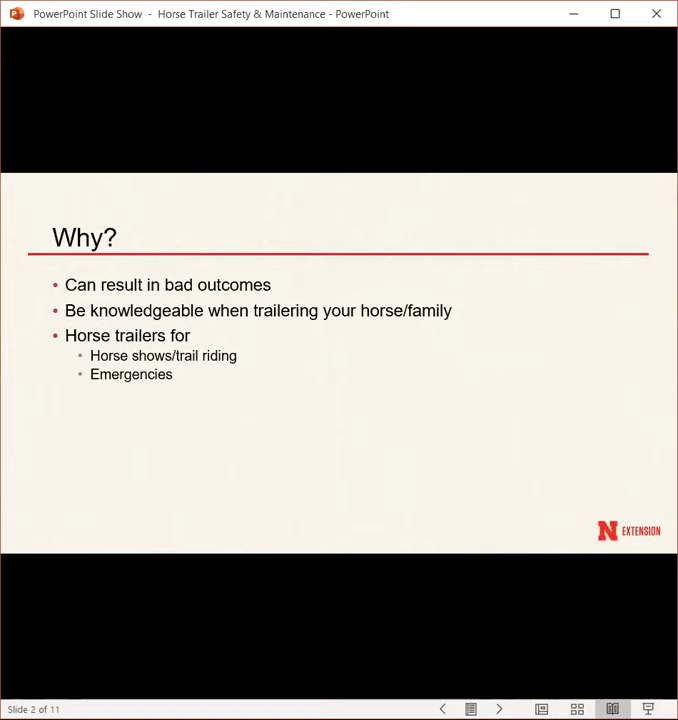 PowerPoint Slide Show - Horse Trailer Safety & Maintenance - PowerPoint
Why?
• Can result in bad outcomes
• Be knowledgeable when trailering your horse/family
• Horse trailers for
• Horse shows/trail riding
• Emergencies
N EXTENSION
Slide 2 of 11